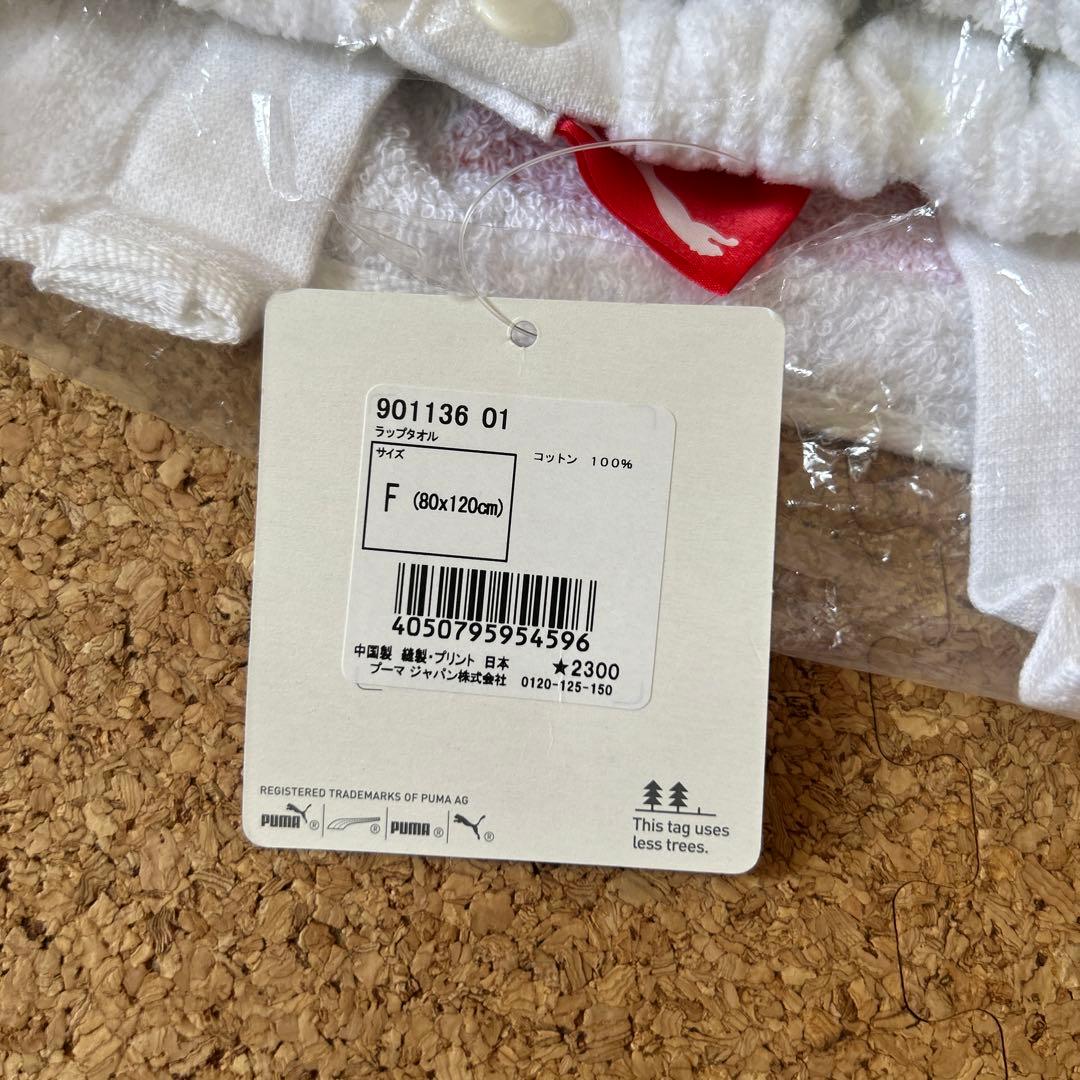 901136 01
ラップタオル
サイズ
コットン 100%
F (80x120cm)
4050795954596
中国製 縫製・プリント 日本 ★2300
プーマ ジャパン株式会社 0120-125-150
REGISTERED TRADEMARKS OF PUMA AG
PUMA® ® PUMA® ®
This tag uses
less trees.